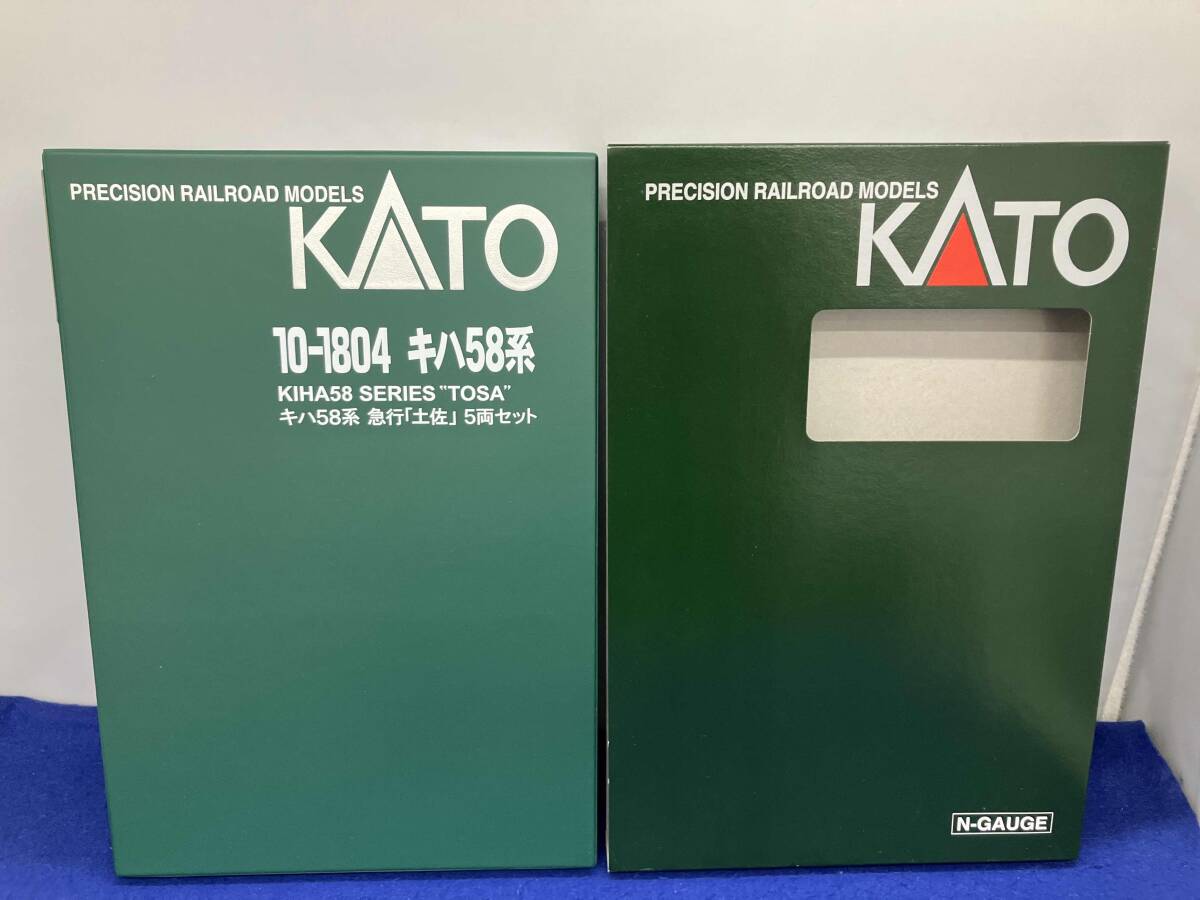 PRECISION RAILROAD MODELS
KATO
10-1804 キハ58系
KIHA58 SERIES "TOSA"
キハ58系 急行「土佐」 5両セット
PRECISION RAILROAD MODELS
KATO
N-GAUGE